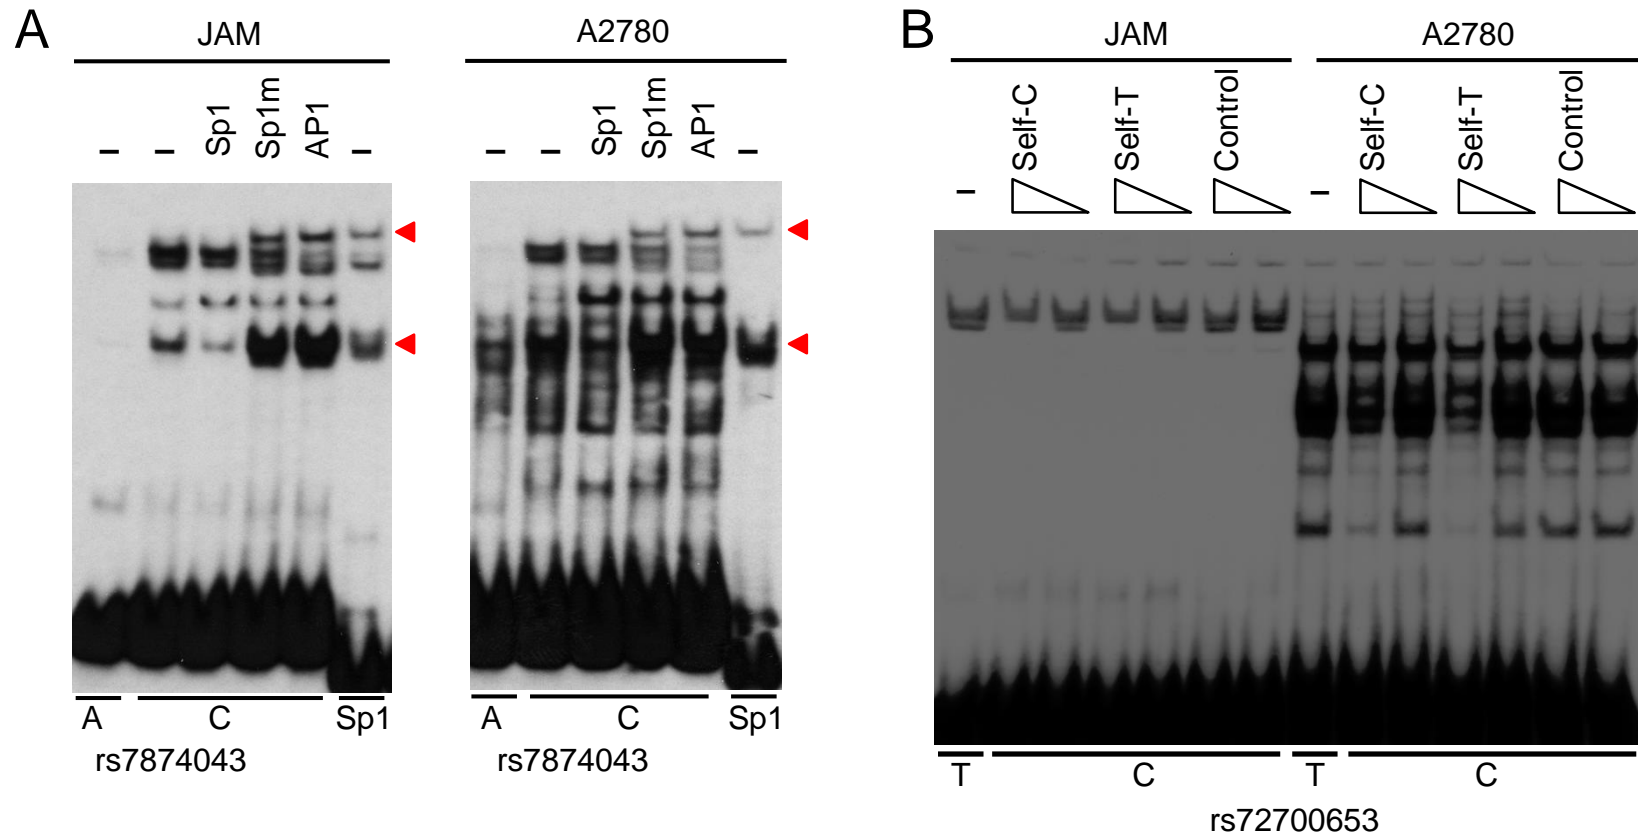 A
JAM
A2780
– – Sp1 Sp1m AP1 –
– – Sp1 Sp1m AP1 –
A C Sp1
A C Sp1
rs7874043
rs7874043
B
JAM
A2780
– Self-C Self-T Control – Self-C Self-T Control
T C T C
rs72700653